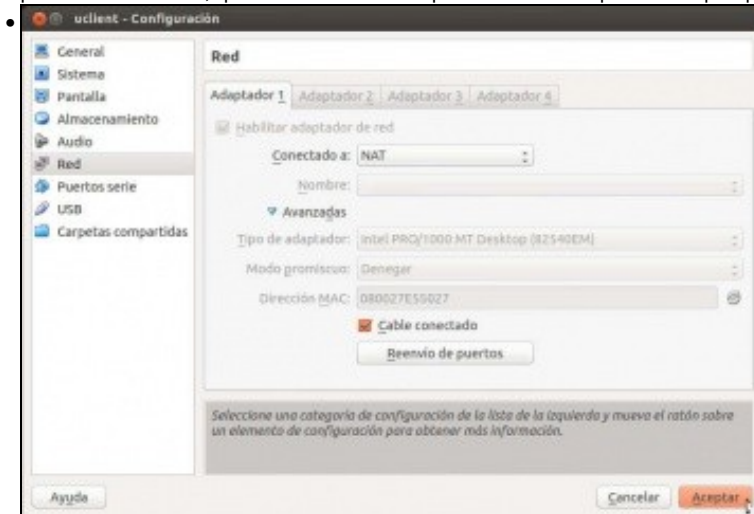 uclient - Configuración
General
Sistema
Pantalla
Almacenamiento
Audio
Red
Puertos serie
USB
Carpetas compartidas
Red
Adaptador 1 Adaptador 2 Adaptador 3 Adaptador 4
Habilitar adaptador de red
Conectado a: NAT
Nombre:
Avanzadas
Tipo de adaptador: Intel PRO/1000 MT Desktop (82540EM)
Modo promiscuo: Denegar
Dirección MAC:
Cable conectado
Reenvío de puertos
Seleccione una categoría de configuración de la lista de la izquierda y mueva el ratón sobre
un elemento de configuración para obtener más información.
Ayuda Cancelar Aceptar